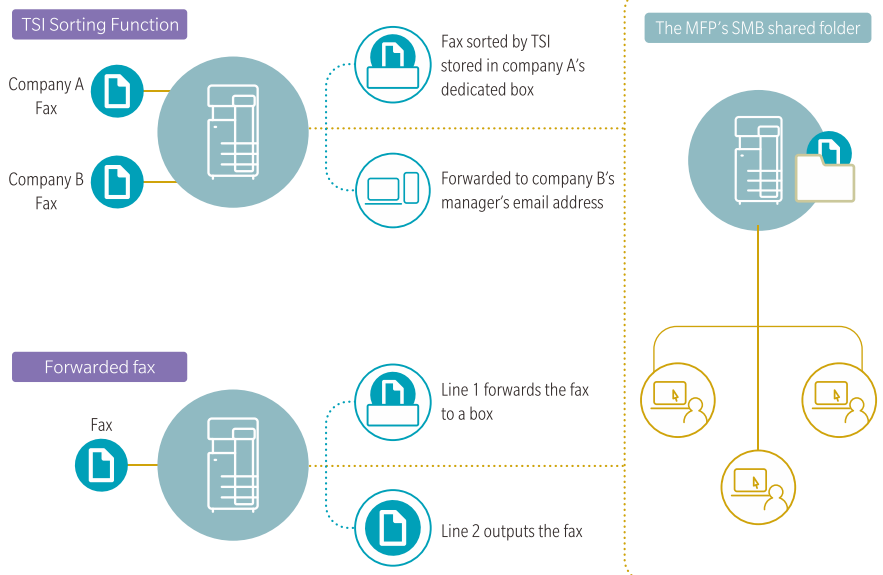 TSI Sorting Function
Company A
Fax
Company B
Fax
Fax sorted by TSI
stored in company A's
dedicated box
Forwarded to company B's
manager's email address
Forwarded fax
Fax
Line 1 forwards the fax
to a box
Line 2 outputs the fax
The MFP's SMB shared folder